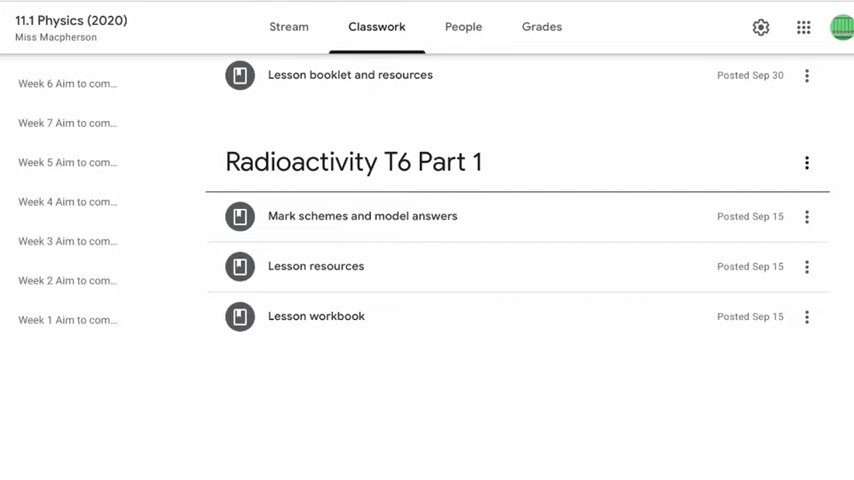 11.1 Physics (2020)
Miss Macpherson
Stream
Classwork
People
Grades
Week 6 Aim to com...
Week 7 Aim to com...
Week 5 Aim to com...
Week 4 Aim to com...
Week 3 Aim to com...
Week 2 Aim to com...
Week 1 Aim to com...
Lesson booklet and resources
Posted Sep 30
Radioactivity T6 Part 1
Mark schemes and model answers
Posted Sep 15
Lesson resources
Posted Sep 15
Lesson workbook
Posted Sep 15